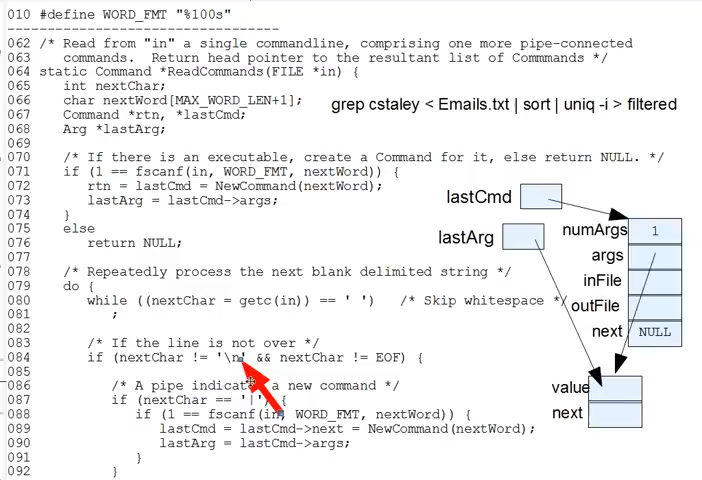 010 #define WORD_FMT "%100s"
----------------------------------
062 /* Read from "in" a single commandline, comprising one more pipe-connected
063    commands.  Return head pointer to the resultant list of Commmands */
064 static Command *ReadCommands(FILE *in) {
065    int nextChar;
066    char nextWord[MAX_WORD_LEN+1];
067    Command *rtn, *lastCmd;
068    Arg *lastArg;
069
070    /* If there is an executable, create a Command for it, else return NULL. */
071    if (1 == fscanf(in, WORD_FMT, nextWord)) {
072       rtn = lastCmd = NewCommand(nextWord);
073       lastArg = lastCmd->args;
074    }
075    else
076       return NULL;
077
078    /* Repeatedly process the next blank delimited string */
079    do {
080       while ((nextChar = getc(in)) == ' ')   /* Skip whitespace */
081          ;
082
083       /* If the line is not over */
084       if (nextChar != '\n' && nextChar != EOF) {
085
086          /* A pipe indicates a new command */
087          if (nextChar == '|') {
088             if (1 == fscanf(in, WORD_FMT, nextWord)) {
089                lastCmd = lastCmd->next = NewCommand(nextWord);
090                lastArg = lastCmd->args;
091             }
092          }
grep cstaley < Emails.txt | sort | uniq -i > filtered
lastCmd
lastArg
numArgs 1
args
inFile
outFile
next NULL
value
next